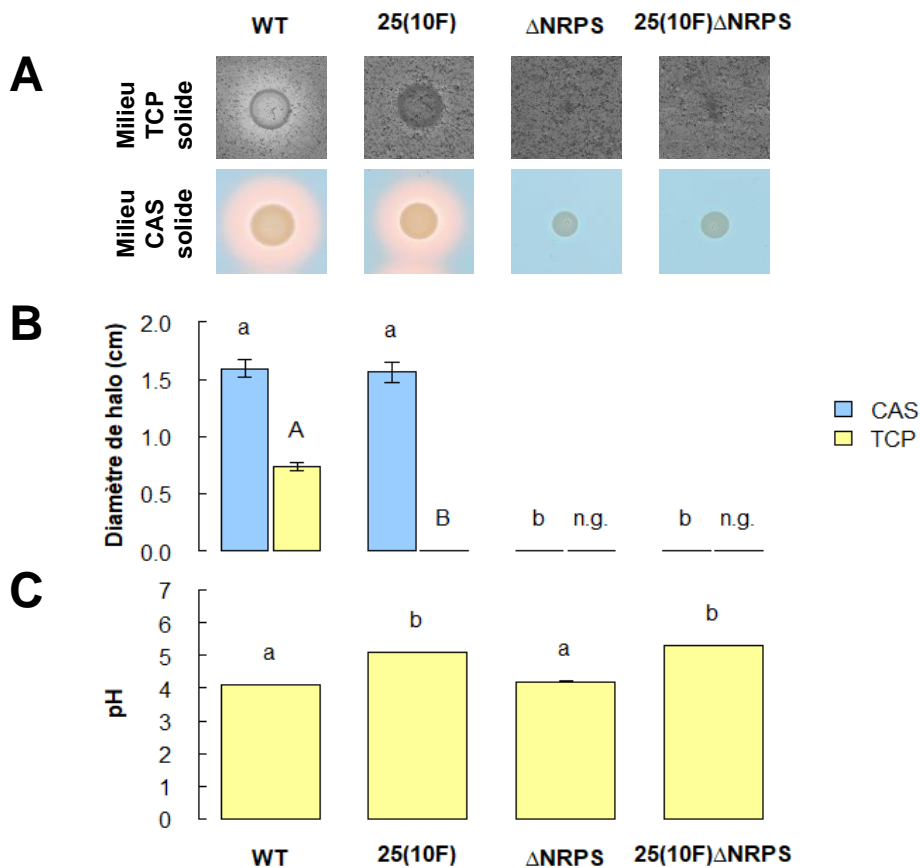 WT 25(10F) ΔNRPS 25(10F)ΔNRPS
A
Milieu
TCP
solide
Milieu
CAS
solide
B
Diamètre de halo (cm)
2.0
1.5
1.0
0.5
0.0
a
A
a
B
b
n.g.
b
n.g.
CAS
TCP
C
pH
7
6
5
4
3
2
1
0
a
b
a
b
WT 25(10F) ΔNRPS 25(10F)ΔNRPS